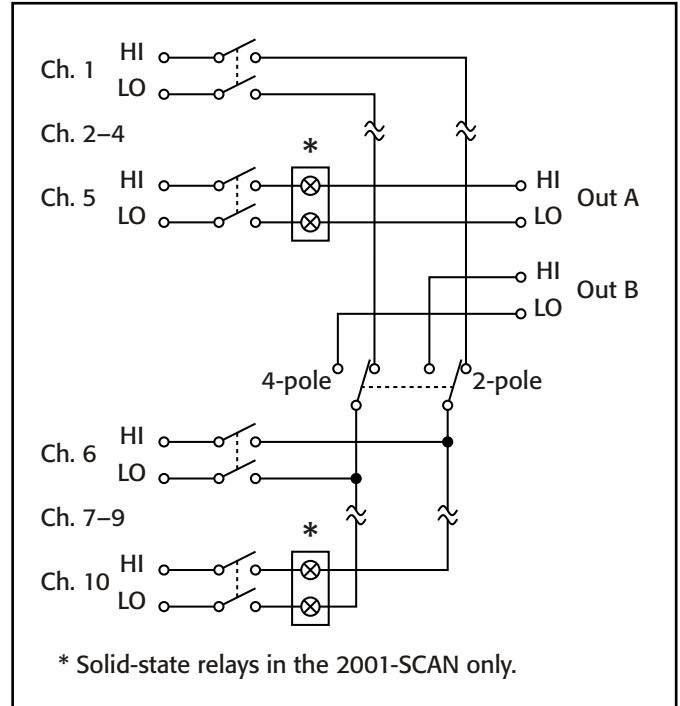 Ch. 1 HI
LO
Ch. 2–4
*
Ch. 5 HI
LO
HI Out A
LO
HI Out B
LO
4-pole 2-pole
Ch. 6 HI
LO
Ch. 7–9
*
Ch. 10 HI
LO
* Solid-state relays in the 2001-SCAN only.